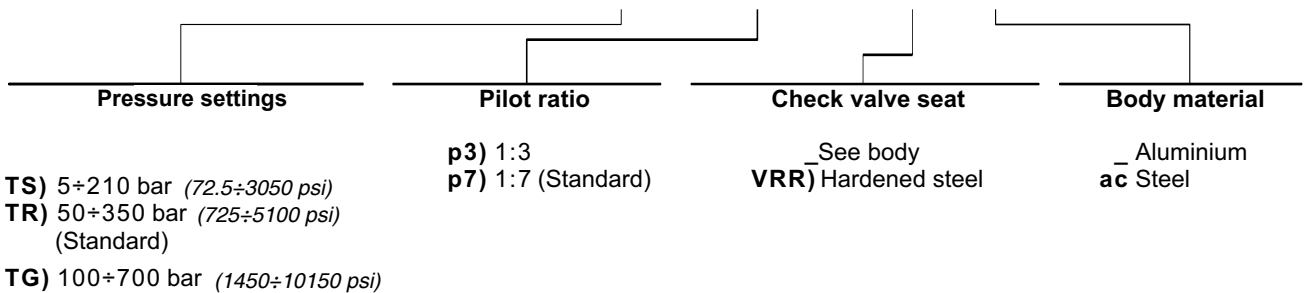 Pressure settings
Pilot ratio
Check valve seat
Body material
TS) 5÷210 bar (72.5÷3050 psi)
TR) 50÷350 bar (725÷5100 psi)
(Standard)
TG) 100÷700 bar (1450÷10150 psi)
p3) 1:3
p7) 1:7 (Standard)
_See body
VRR) Hardened steel
_ Aluminium
ac Steel